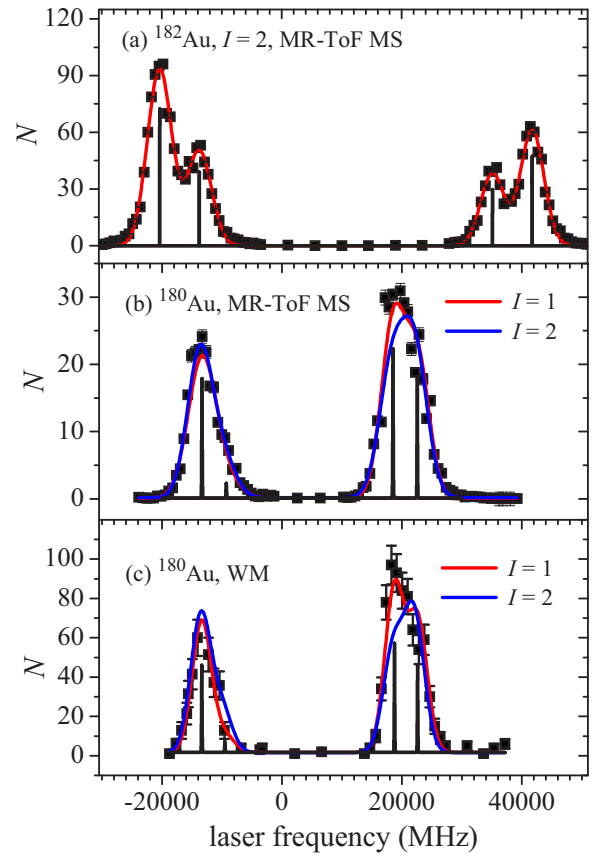 (a) ¹⁸²Au, I = 2, MR-ToF MS
120
90
60
30
0
N
(b) ¹⁸⁰Au, MR-ToF MS
I = 1
I = 2
30
20
10
0
N
(c) ¹⁸⁰Au, WM
I = 1
I = 2
100
80
60
40
20
0
N
-20000 0 20000 40000
laser frequency (MHz)